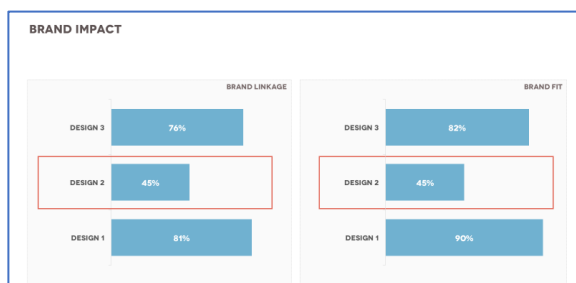 BRAND IMPACT
BRAND LINKAGE
DESIGN 3 76%
DESIGN 2 45%
DESIGN 1 81%
BRAND FIT
DESIGN 3 82%
DESIGN 2 45%
DESIGN 1 90%